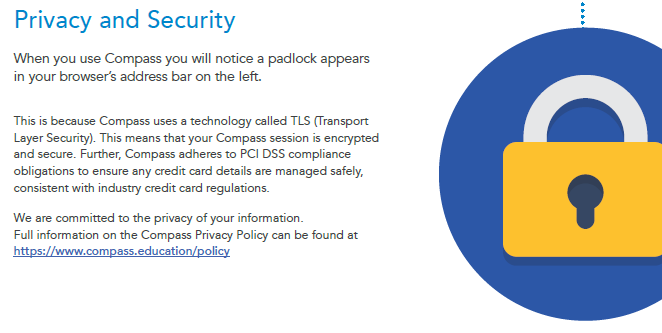 Privacy and Security
When you use Compass you will notice a padlock appears
in your browser's address bar on the left.
This is because Compass uses a technology called TLS (Transport
Layer Security). This means that your Compass session is encrypted
and secure. Further, Compass adheres to PCI DSS compliance
obligations to ensure any credit card details are managed safely,
consistent with industry credit card regulations.
We are committed to the privacy of your information.
Full information on the Compass Privacy Policy can be found at
https://www.compass.education/policy